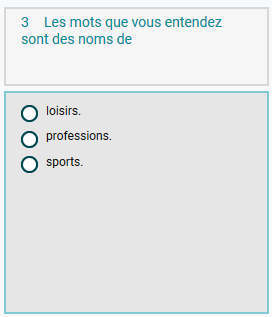 3 Les mots que vous entendez
sont des noms de
loisirs.
professions.
sports.